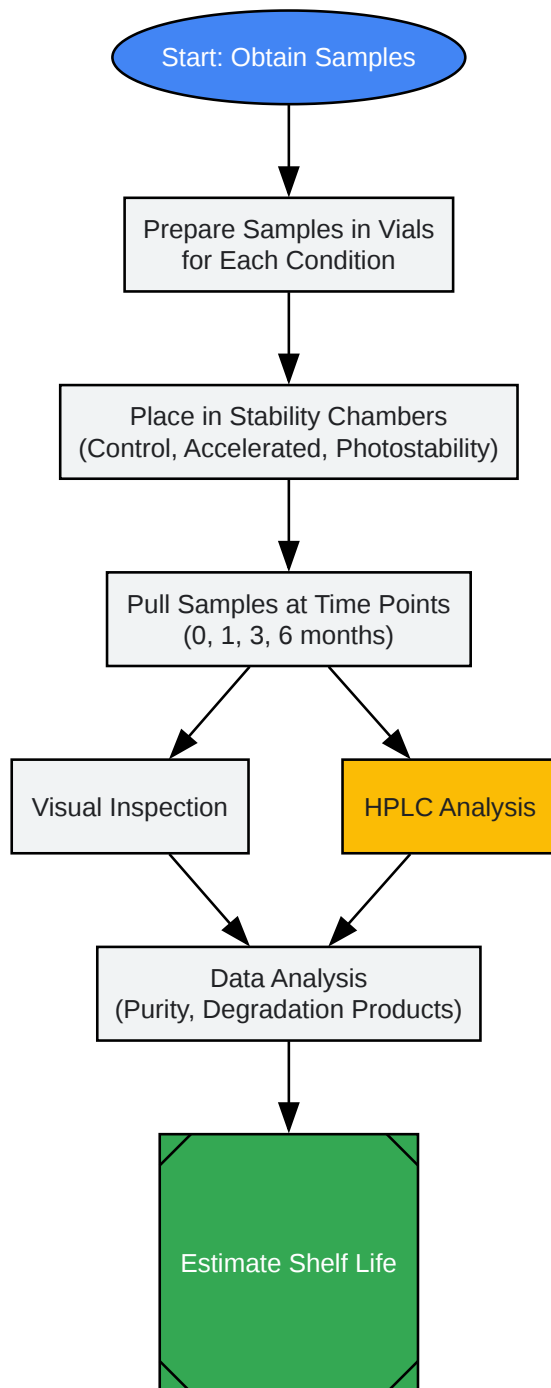 Start: Obtain Samples
Prepare Samples in Vials
for Each Condition
Place in Stability Chambers
(Control, Accelerated, Photostability)
Pull Samples at Time Points
(0, 1, 3, 6 months)
Visual Inspection
HPLC Analysis
Data Analysis
(Purity, Degradation Products)
Estimate Shelf Life